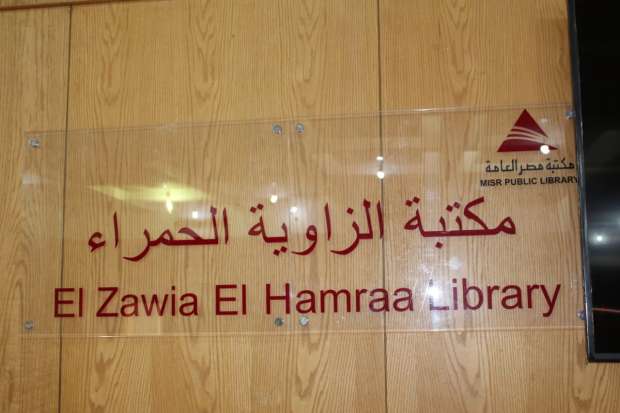 مكتبة مصر العامة
MISR PUBLIC LIBRARY
مكتبة الزاوية الحمراء
El Zawia El Hamraa Library